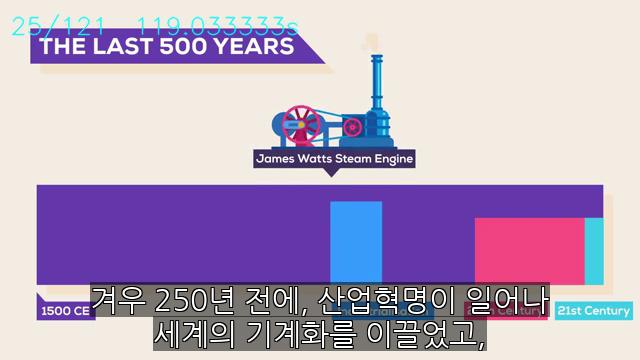 25/121 119.033333s
THE LAST 500 YEARS
James Watts Steam Engine
겨우 250년 전에, 산업혁명이 일어나
세계의 기계화를 이끌었고,
1500 CE
21st Century